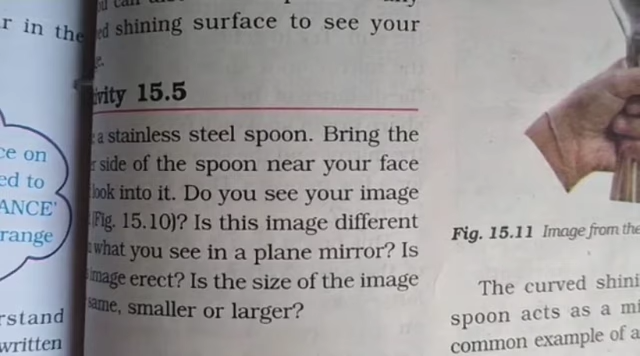 r in the
ce on
ed to
ANCE'
range
rstand
written
shining surface to see your
ivity 15.5
a stainless steel spoon. Bring the
side of the spoon near your face
look into it. Do you see your image
(Fig. 15.10)? Is this image different
what you see in a plane mirror? Is
image erect? Is the size of the image
same, smaller or larger?
Fig. 15.11 Image from the
The curved shini
spoon acts as a mi
common example of a